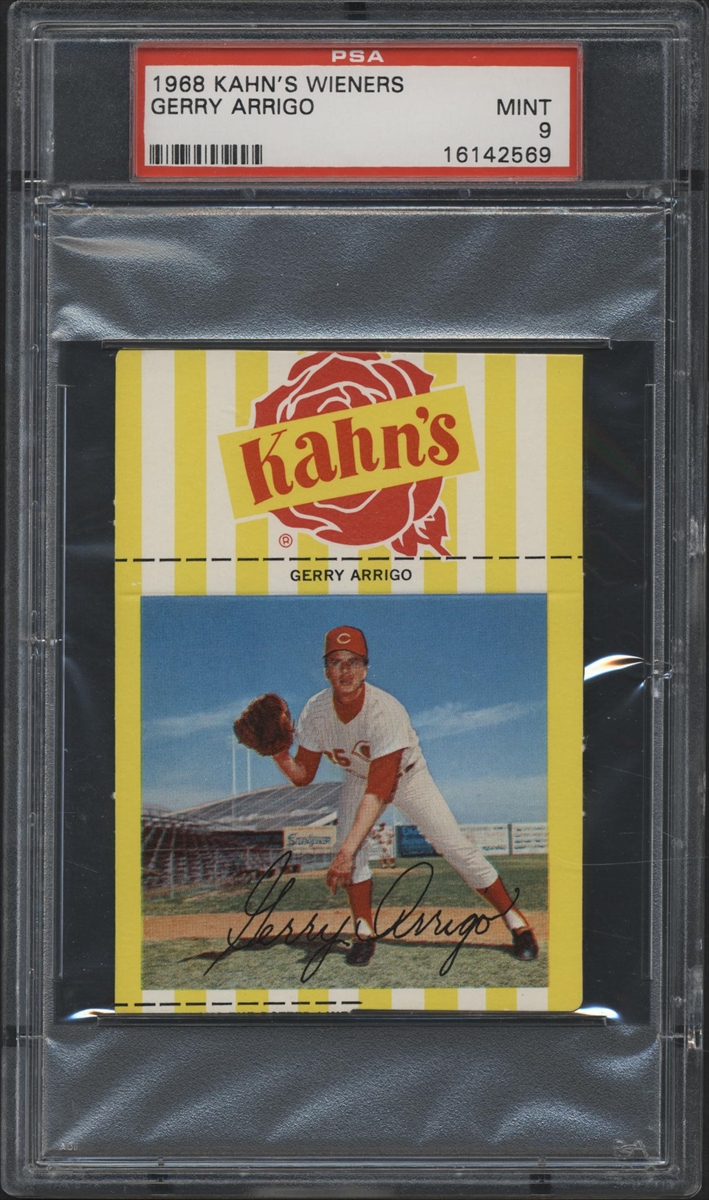 PSA
1968 KAHN'S WIENERS
GERRY ARRIGO MINT
9
16142569
Kahn's
®
GERRY ARRIGO
C
Gerry Arrigo